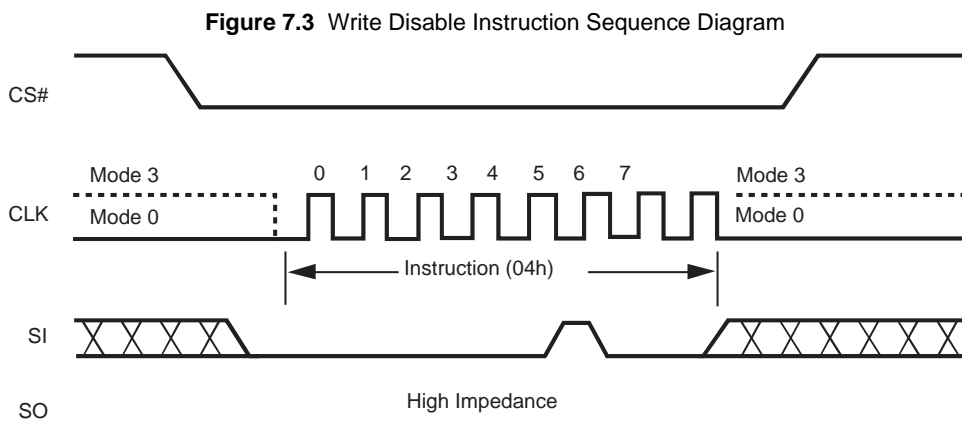 Figure 7.3 Write Disable Instruction Sequence Diagram
CS#
Mode 3
0 1 2 3 4 5 6 7
Mode 3
CLK
Mode 0
Mode 0
Instruction (04h)
SI
High Impedance
SO